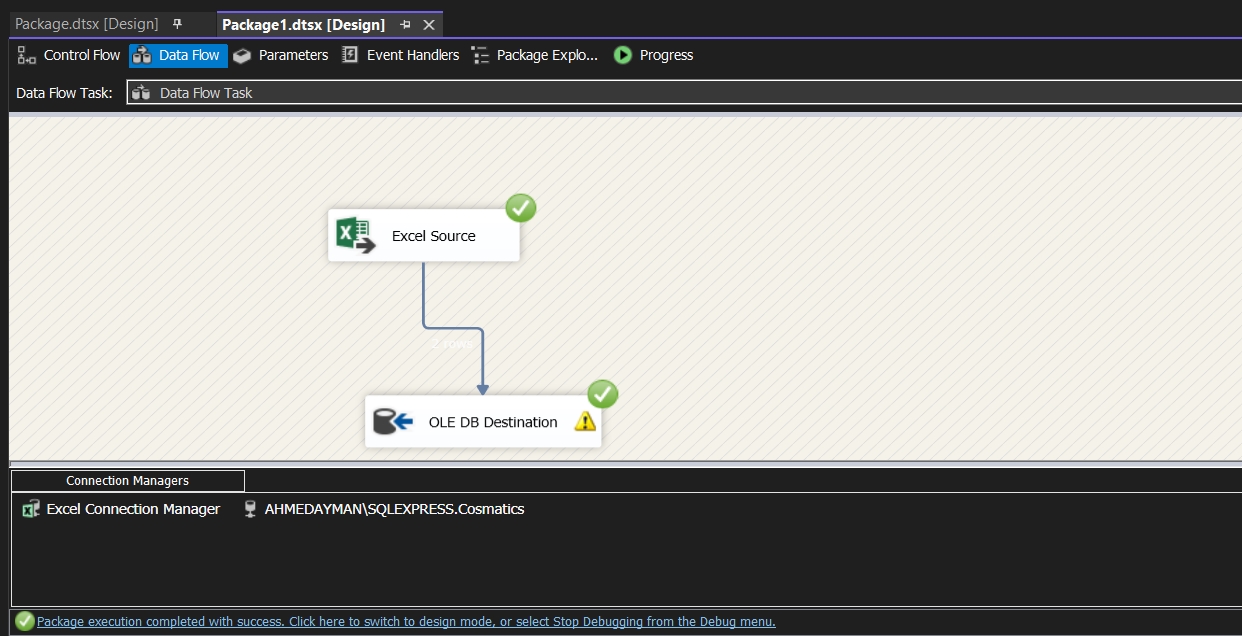 Package.dtsx [Design]
Package1.dtsx [Design]
Control Flow
Data Flow
Parameters
Event Handlers
Package Explo...
Progress
Data Flow Task:
Data Flow Task
Excel Source
2 rows
OLE DB Destination
Connection Managers
Excel Connection Manager
AHMEDAYMAN\SQLEXPRESS.Cosmatics
Package execution completed with success. Click here to switch to design mode, or select Stop Debugging from the Debug menu.